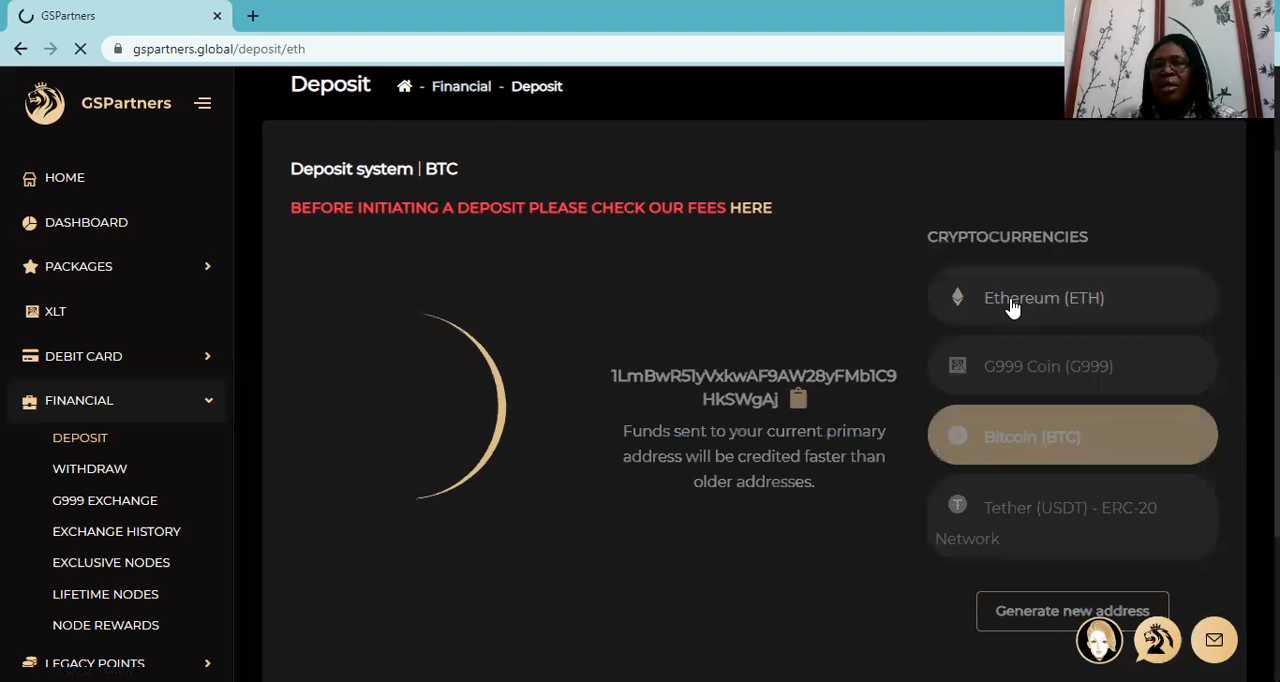 GSPartners
gspartners.global/deposit/eth
GSPartners
HOME
DASHBOARD
PACKAGES
XLT
DEBIT CARD
FINANCIAL
DEPOSIT
WITHDRAW
G999 EXCHANGE
EXCHANGE HISTORY
EXCLUSIVE NODES
LIFETIME NODES
NODE REWARDS
LEGACY POINTS
Deposit - Financial - Deposit
Deposit system | BTC
BEFORE INITIATING A DEPOSIT PLEASE CHECK OUR FEES HERE
1LmBwR51yVxkwAF9AW28yFMb1C9
HkSWgAj
Funds sent to your current primary
address will be credited faster than
older addresses.
CRYPTOCURRENCIES
Ethereum (ETH)
G999 Coin (G999)
Bitcoin (BTC)
Tether (USDT) - ERC-20
Network
Generate new address